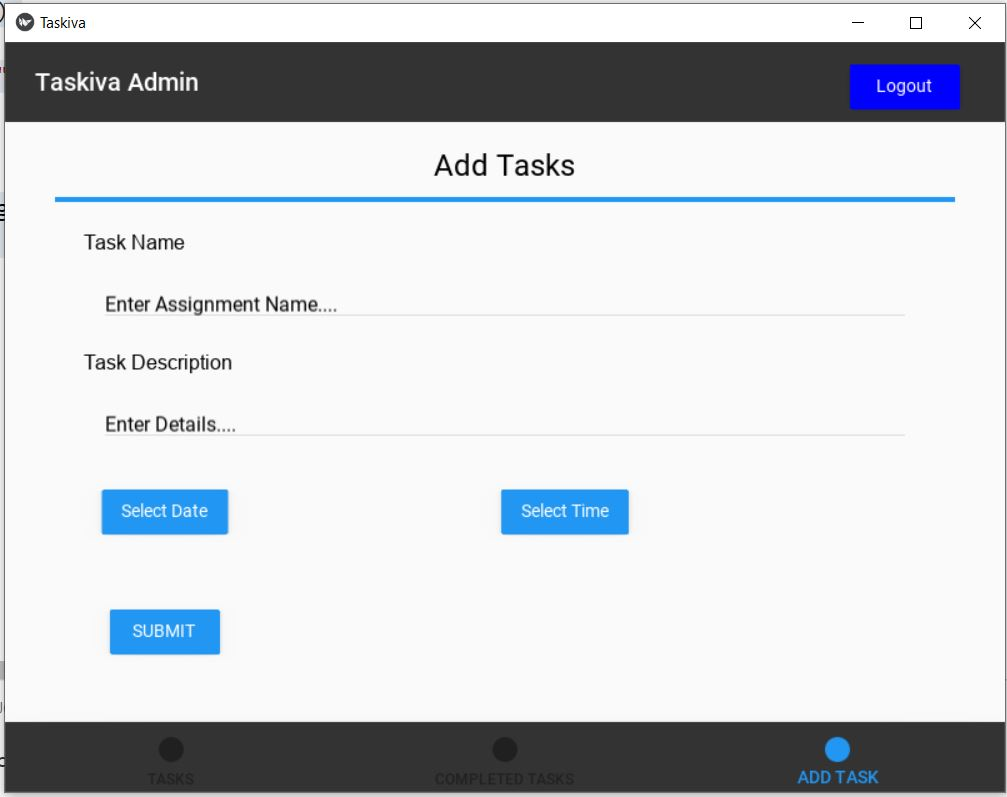 Taskiva
Taskiva Admin
Logout
Add Tasks
Task Name
Enter Assignment Name....
Task Description
Enter Details....
Select Date
Select Time
SUBMIT
TASKS
COMPLETED TASKS
ADD TASK